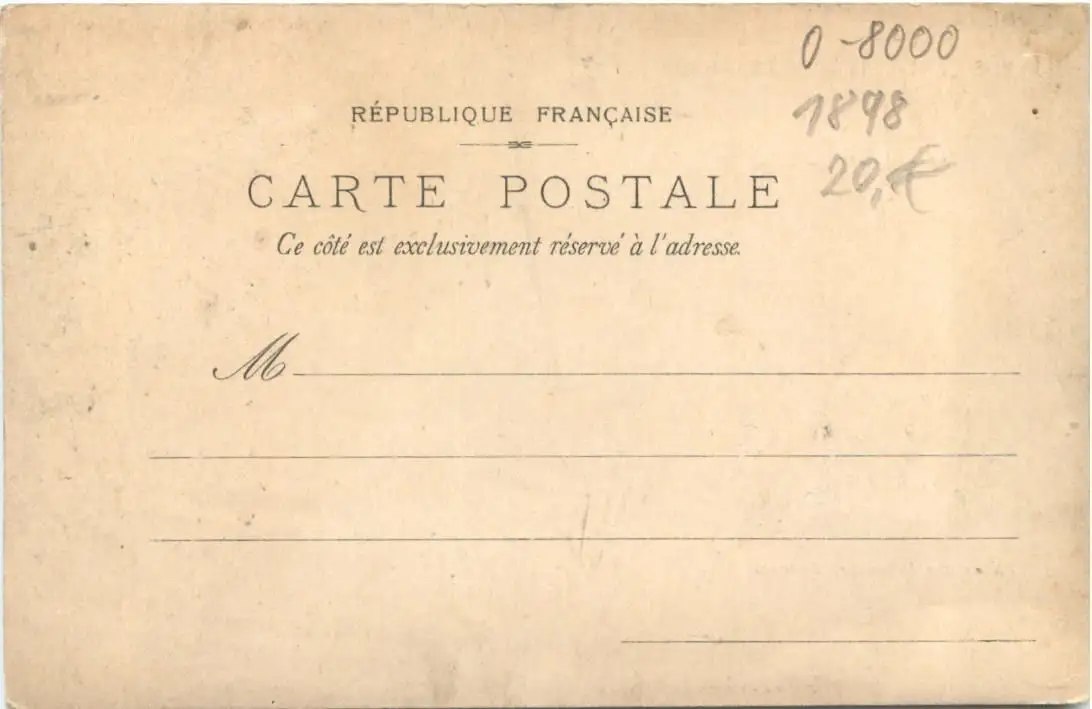 0-8000
RÉPUBLIQUE FRANÇAISE
1898
CARTE POSTALE
20,€
Ce côté est exclusivement réservé à l'adresse.
M